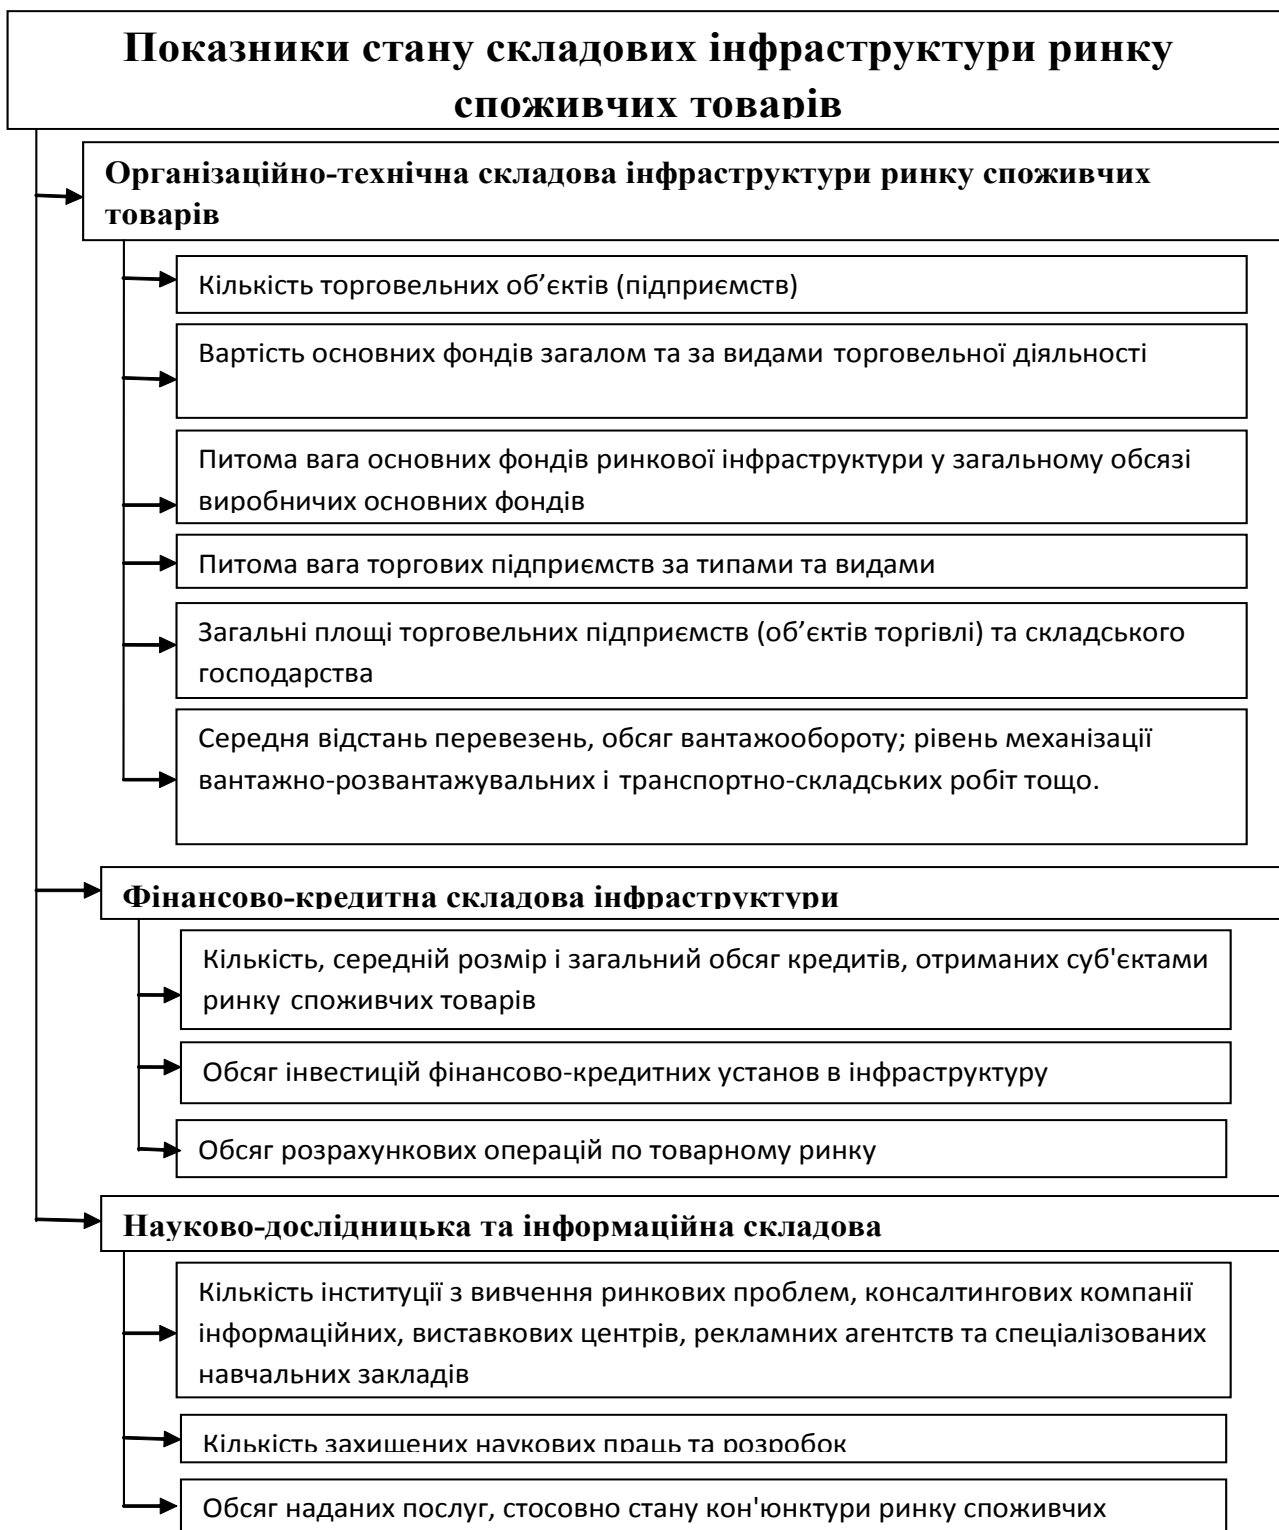 Показники стану складових інфраструктури ринку
споживчих товарів
Організаційно-технічна складова інфраструктури ринку споживчих
товарів
Кількість торговельних об’єктів (підприємств)
Вартість основних фондів загалом та за видами торговельної діяльності
Питома вага основних фондів ринкової інфраструктури у загальному обсязі
виробничих основних фондів
Питома вага торгових підприємств за типами та видами
Загальні площі торговельних підприємств (об’єктів торгівлі) та складського
господарства
Середня відстань перевезень, обсяг вантажообороту; рівень механізації
вантажно-розвантажувальних і транспортно-складських робіт тощо.
Фінансово-кредитна складова інфраструктури
Кількість, середній розмір і загальний обсяг кредитів, отриманих суб'єктами
ринку споживчих товарів
Обсяг інвестицій фінансово-кредитних установ в інфраструктуру
Обсяг розрахункових операцій по товарному ринку
Науково-дослідницька та інформаційна складова
Кількість інституції з вивчення ринкових проблем, консалтингових компанії
інформаційних, виставкових центрів, рекламних агентств та спеціалізованих
навчальних закладів
Кількість захищених наукових праць та розробок
Обсяг наданих послуг, стосовно стану кон'юнктури ринку споживчих